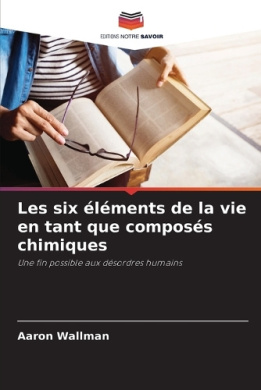 EDITIONS NOTRE SAVOIR
Les six éléments de la vie
en tant que composés
chimiques
Une fin possible aux désordres humains
Aaron Wallman